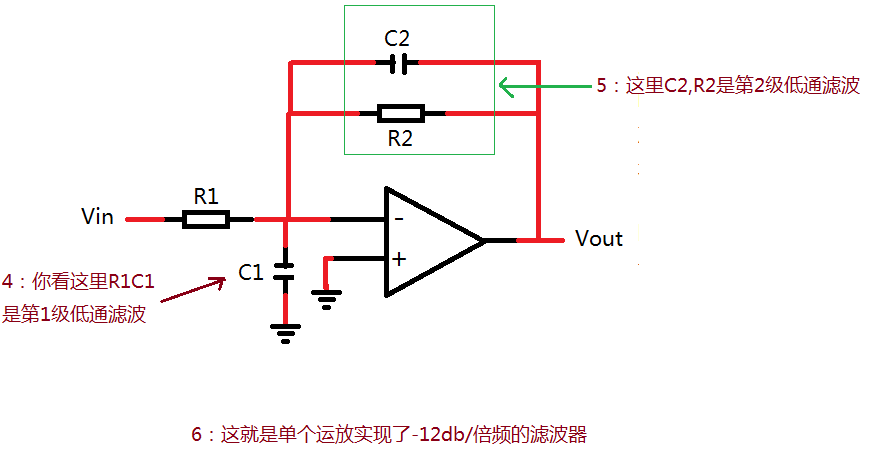 C2
5：这里C2,R2是第2级低通滤波
R2
R1
Vin
-
Vout
+
C1
4：你看这里R1C1
是第1级低通滤波
6：这就是单个运放实现了-12db/倍频的滤波器